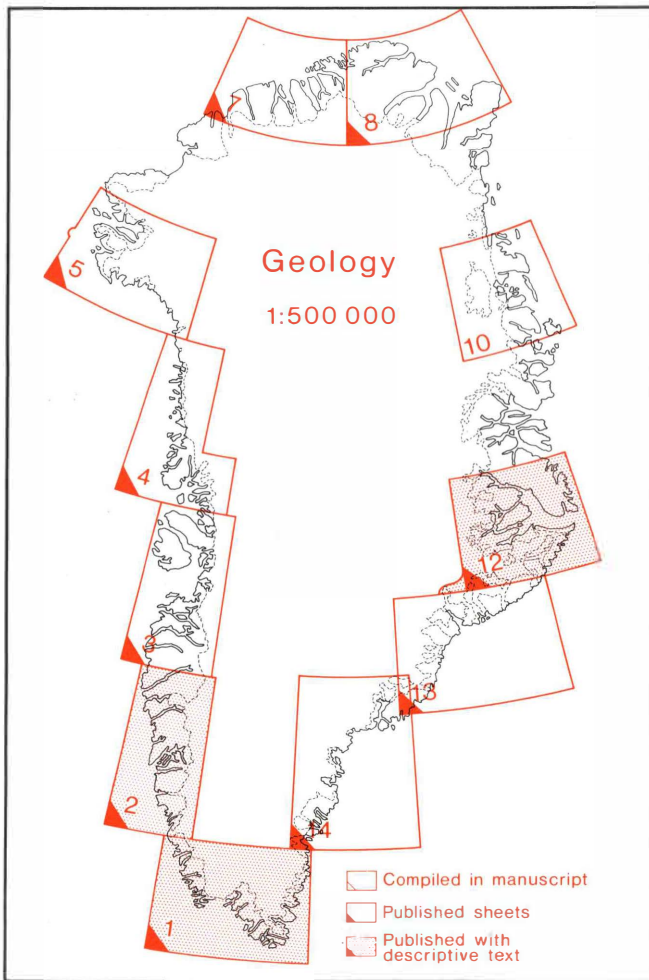 7
8
5
Geology
1:500 000
10
4
12
3
13
2
14
1
Compiled in manuscript
Published sheets
Published with
descriptive text